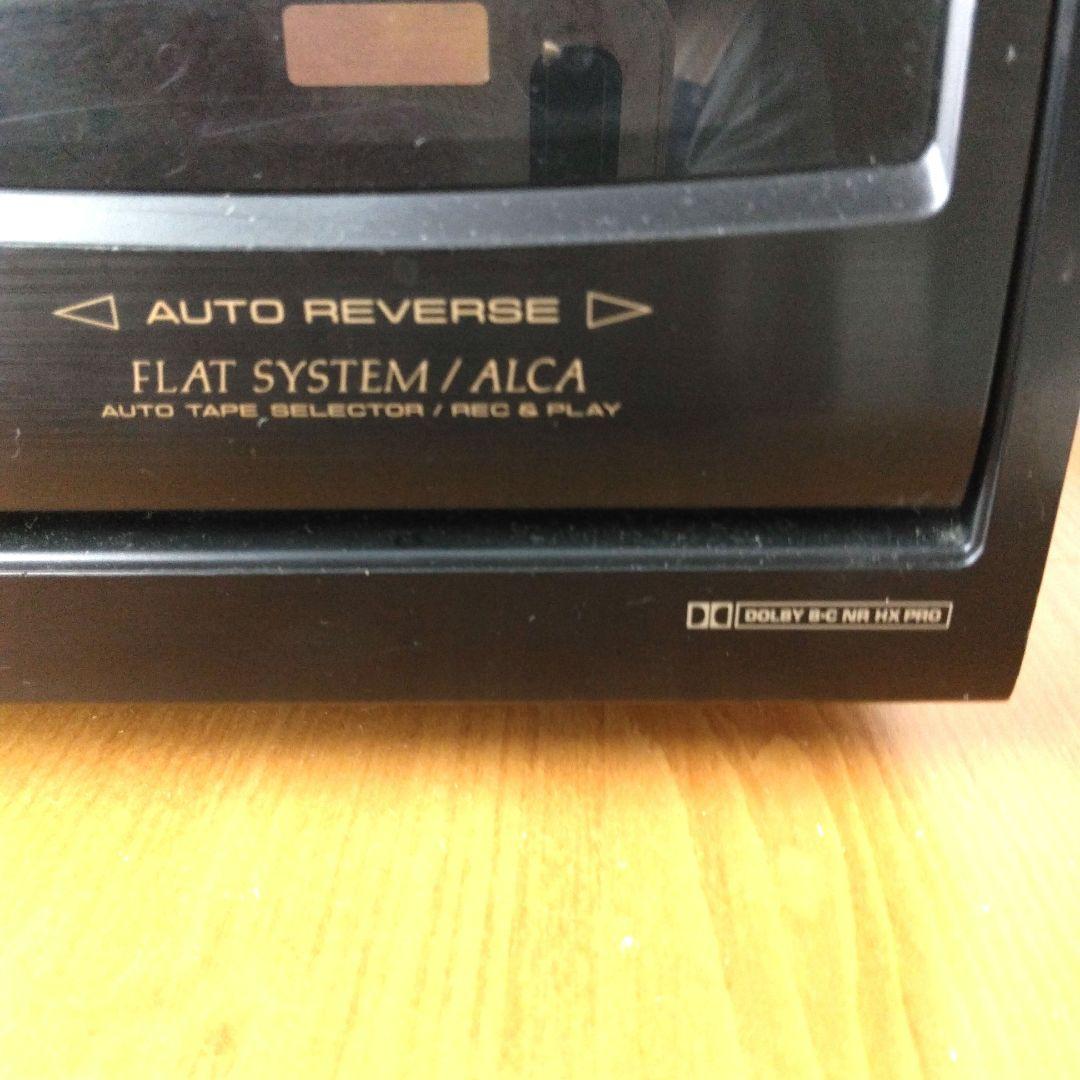 AUTO REVERSE
FLAT SYSTEM / ALCA
AUTO TAPE SELECTOR / REC & PLAY
DOLBY B·C NR HX PRO